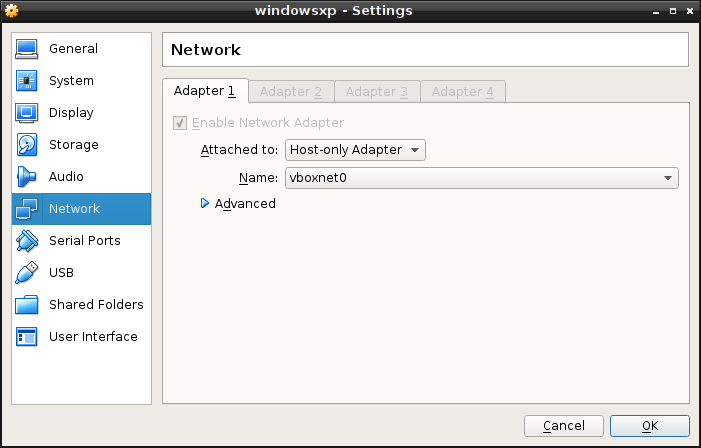 windowsxp - Settings
General
System
Display
Storage
Audio
Network
Serial Ports
USB
Shared Folders
User Interface
Network
Adapter 1 Adapter 2 Adapter 3 Adapter 4
Enable Network Adapter
Attached to: Host-only Adapter
Name: vboxnet0
Advanced
Cancel OK